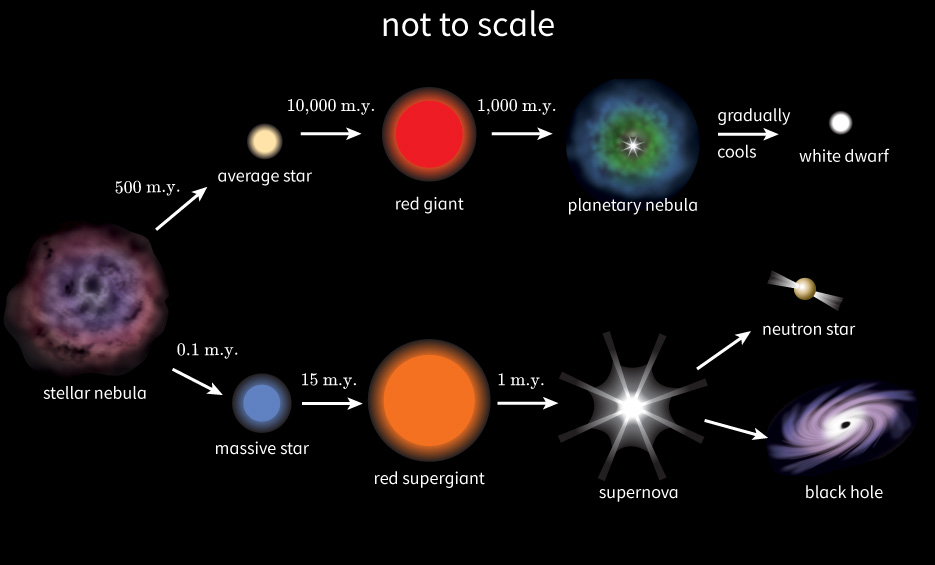 not to scale
10,000 m.y.
1,000 m.y.
gradually
cools
500 m.y.
average star
red giant
planetary nebula
white dwarf
stellar nebula
0.1 m.y.
15 m.y.
1 m.y.
massive star
red supergiant
supernova
neutron star
black hole